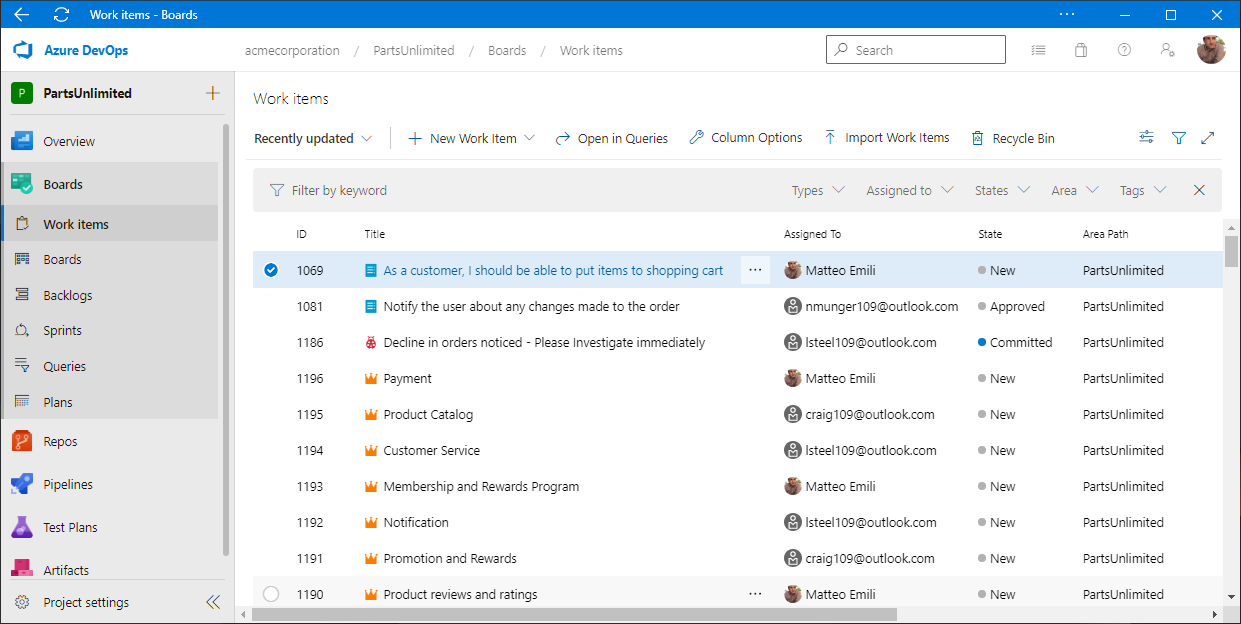 Work items - Boards
Azure DevOps
acmecorporation / PartsUnlimited / Boards / Work items
Search
P PartsUnlimited
Overview
Boards
Work items
Boards
Backlogs
Sprints
Queries
Plans
Repos
Pipelines
Test Plans
Artifacts
Project settings
Work items
Recently updated New Work Item Open in Queries Column Options Import Work Items Recycle Bin
Filter by keyword Types Assigned to States Area Tags
ID Title Assigned To State Area Path
1069 As a customer, I should be able to put items to shopping cart Matteo Emili New PartsUnlimited
1081 Notify the user about any changes made to the order nmunger109@outlook.com Approved PartsUnlimited
1186 Decline in orders noticed - Please Investigate immediately lsteel109@outlook.com Committed PartsUnlimited
1196 Payment Matteo Emili New PartsUnlimited
1195 Product Catalog craig109@outlook.com New PartsUnlimited
1194 Customer Service lsteel109@outlook.com New PartsUnlimited
1193 Membership and Rewards Program Matteo Emili New PartsUnlimited
1192 Notification lsteel109@outlook.com New PartsUnlimited
1191 Promotion and Rewards craig109@outlook.com New PartsUnlimited
1190 Product reviews and ratings Matteo Emili New PartsUnlimited